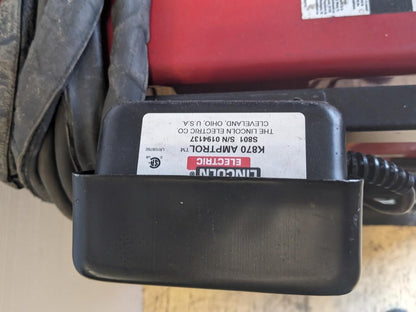 LINCOLN
ELECTRIC
K870 AMPTROL™
S801 S/N 0194137
THE LINCOLN ELECTRIC CO
CLEVELAND, OHIO, U.S.A.